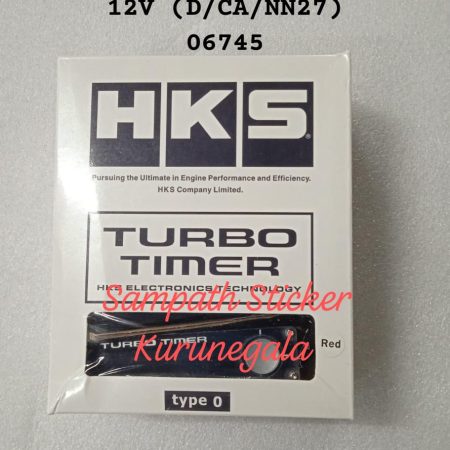 12V (D/CA/NN27)
06745
HKS®
Pursuing the Ultimate in Engine Performance and Efficiency.
HKS Company Limited.
TURBO
TIMER
HKS ELECTRONICS TECHNOLOGY
Sampath Sticker
Kurunegala
TURBO TIMER
Red
type 0